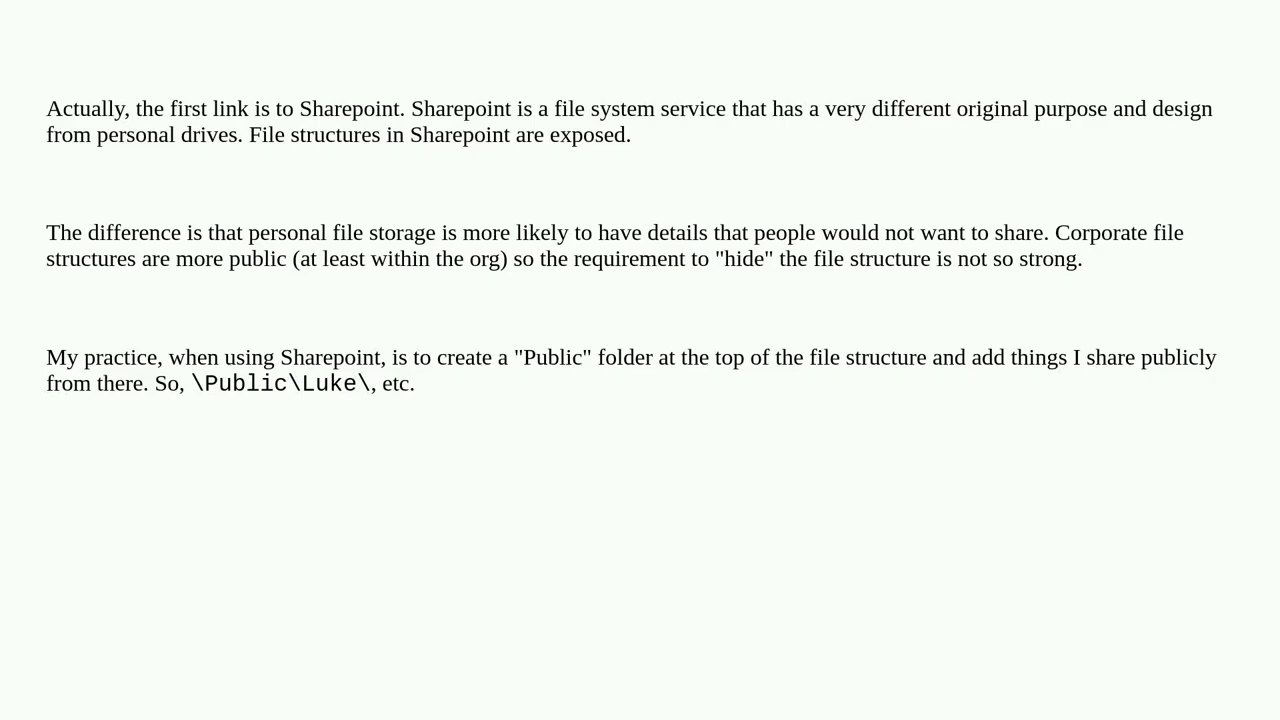 Actually, the first link is to Sharepoint. Sharepoint is a file system service that has a very different original purpose and design
from personal drives. File structures in Sharepoint are exposed.
The difference is that personal file storage is more likely to have details that people would not want to share. Corporate file
structures are more public (at least within the org) so the requirement to "hide" the file structure is not so strong.
My practice, when using Sharepoint, is to create a "Public" folder at the top of the file structure and add things I share publicly
from there. So, \Public\Luke\, etc.